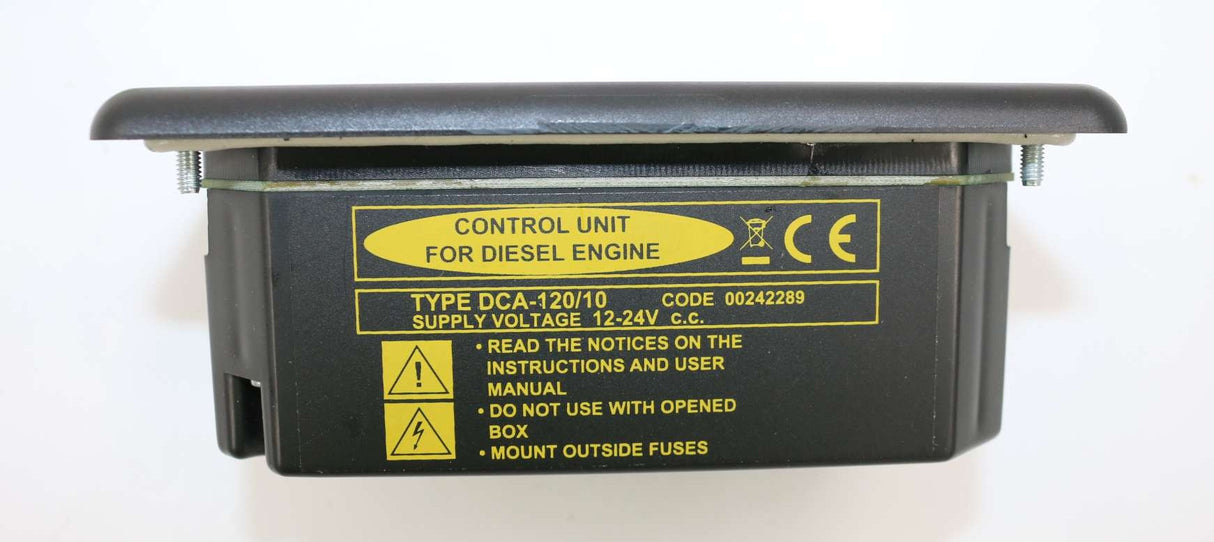 CONTROL UNIT
FOR DIESEL ENGINE
CE
TYPE DCA-120/10 CODE 00242289
SUPPLY VOLTAGE 12-24V c.c.
• READ THE NOTICES ON THE
INSTRUCTIONS AND USER
MANUAL
• DO NOT USE WITH OPENED
BOX
• MOUNT OUTSIDE FUSES